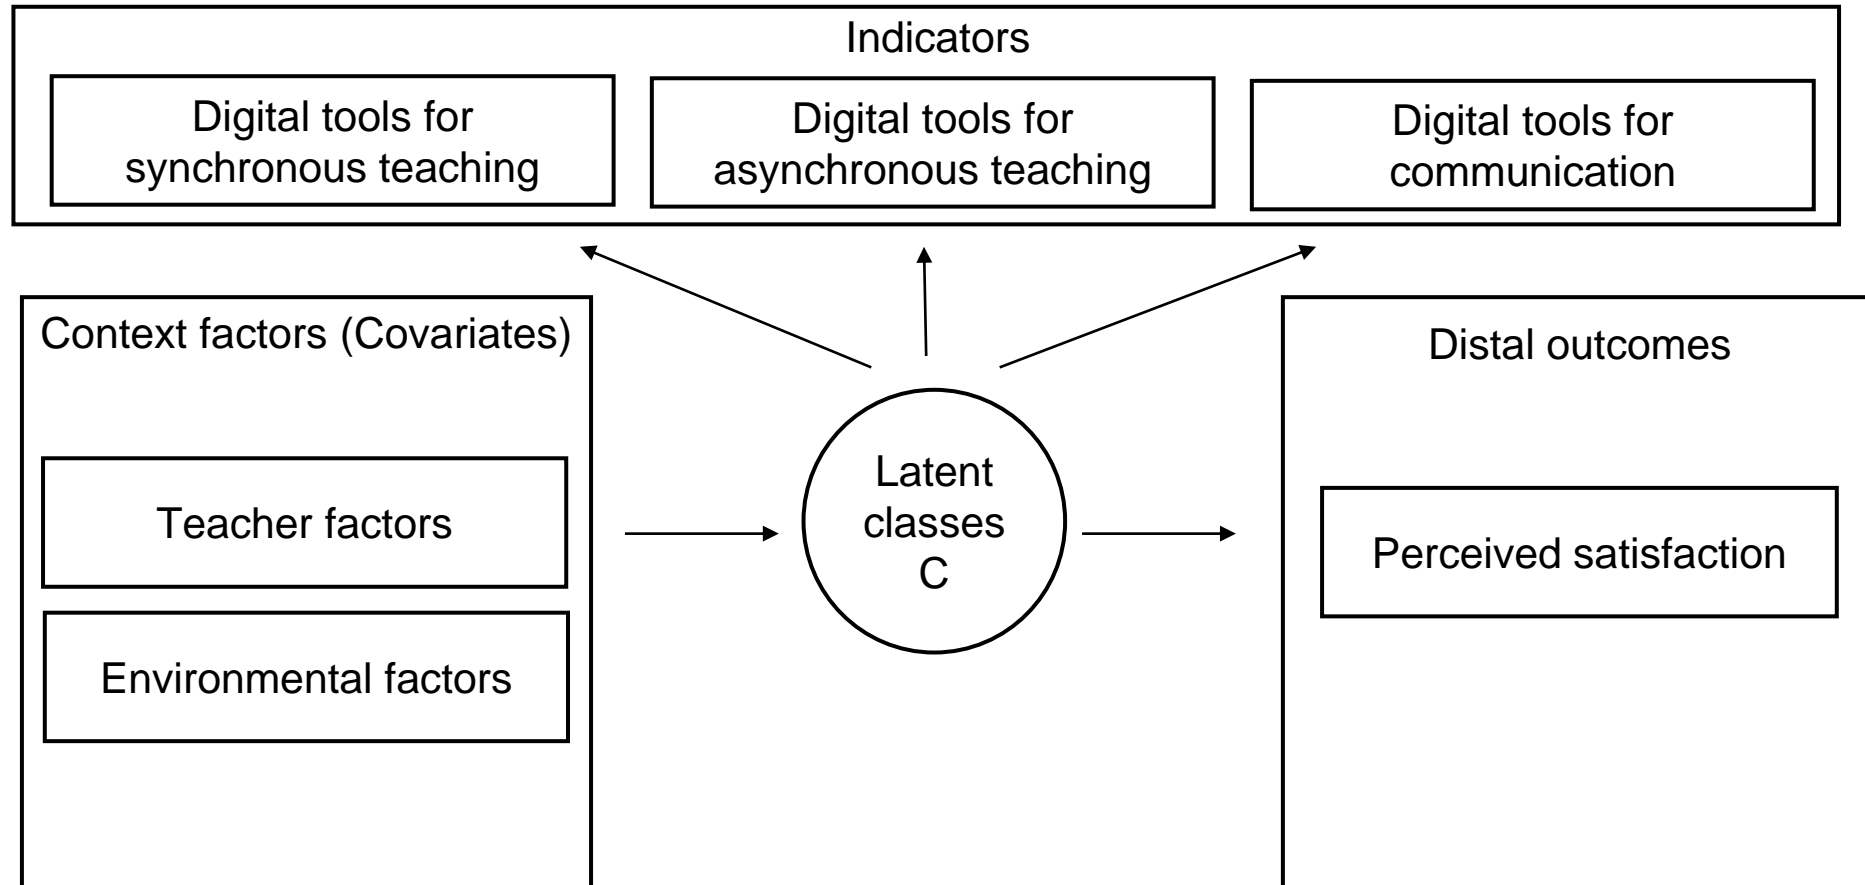 Indicators
Digital tools for
synchronous teaching
Digital tools for
asynchronous teaching
Digital tools for
communication
Context factors (Covariates)
Teacher factors
Environmental factors
Latent
classes
C
Distal outcomes
Perceived satisfaction